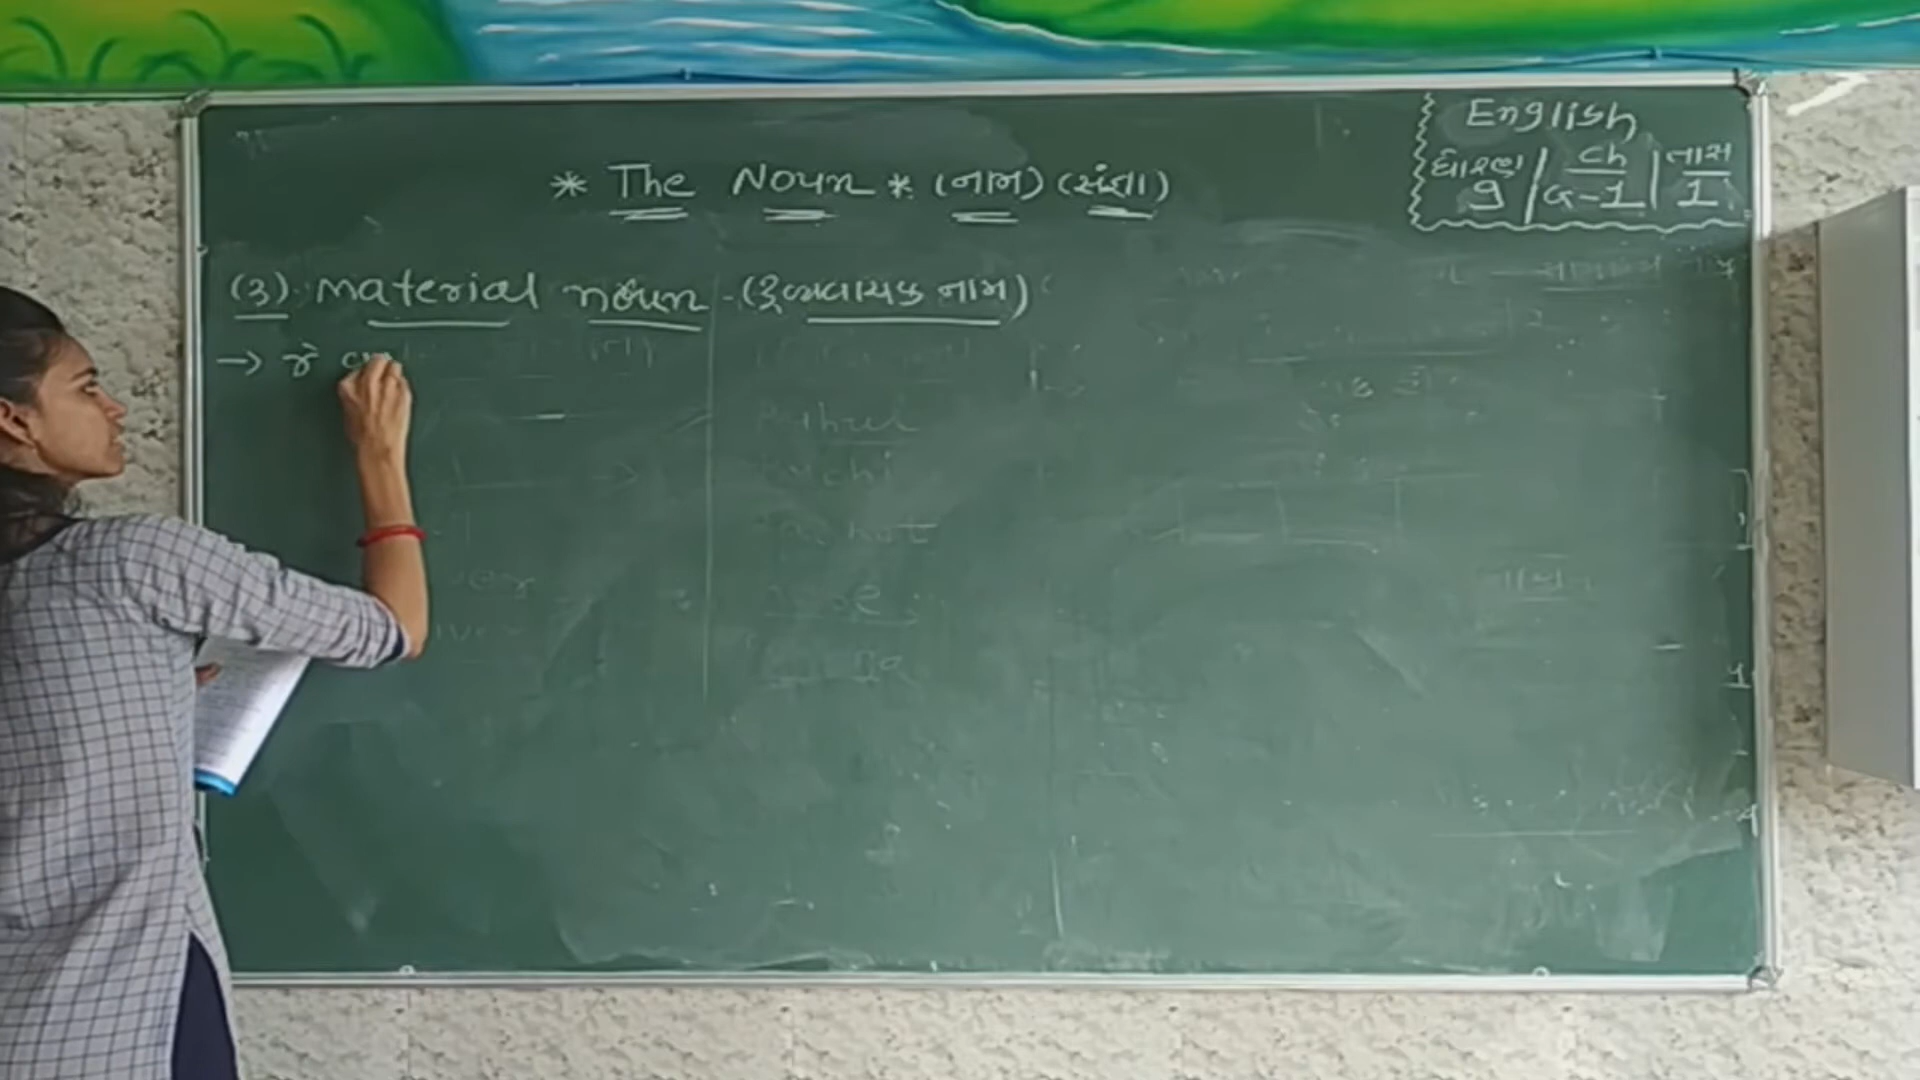 English
ધોરણ 9 | Ch G-1 | તાસ 1
* The Noun * (નામ) (સંજ્ઞા)
(3) material noun - (દ્રવ્યવાચક નામ)
→ જે